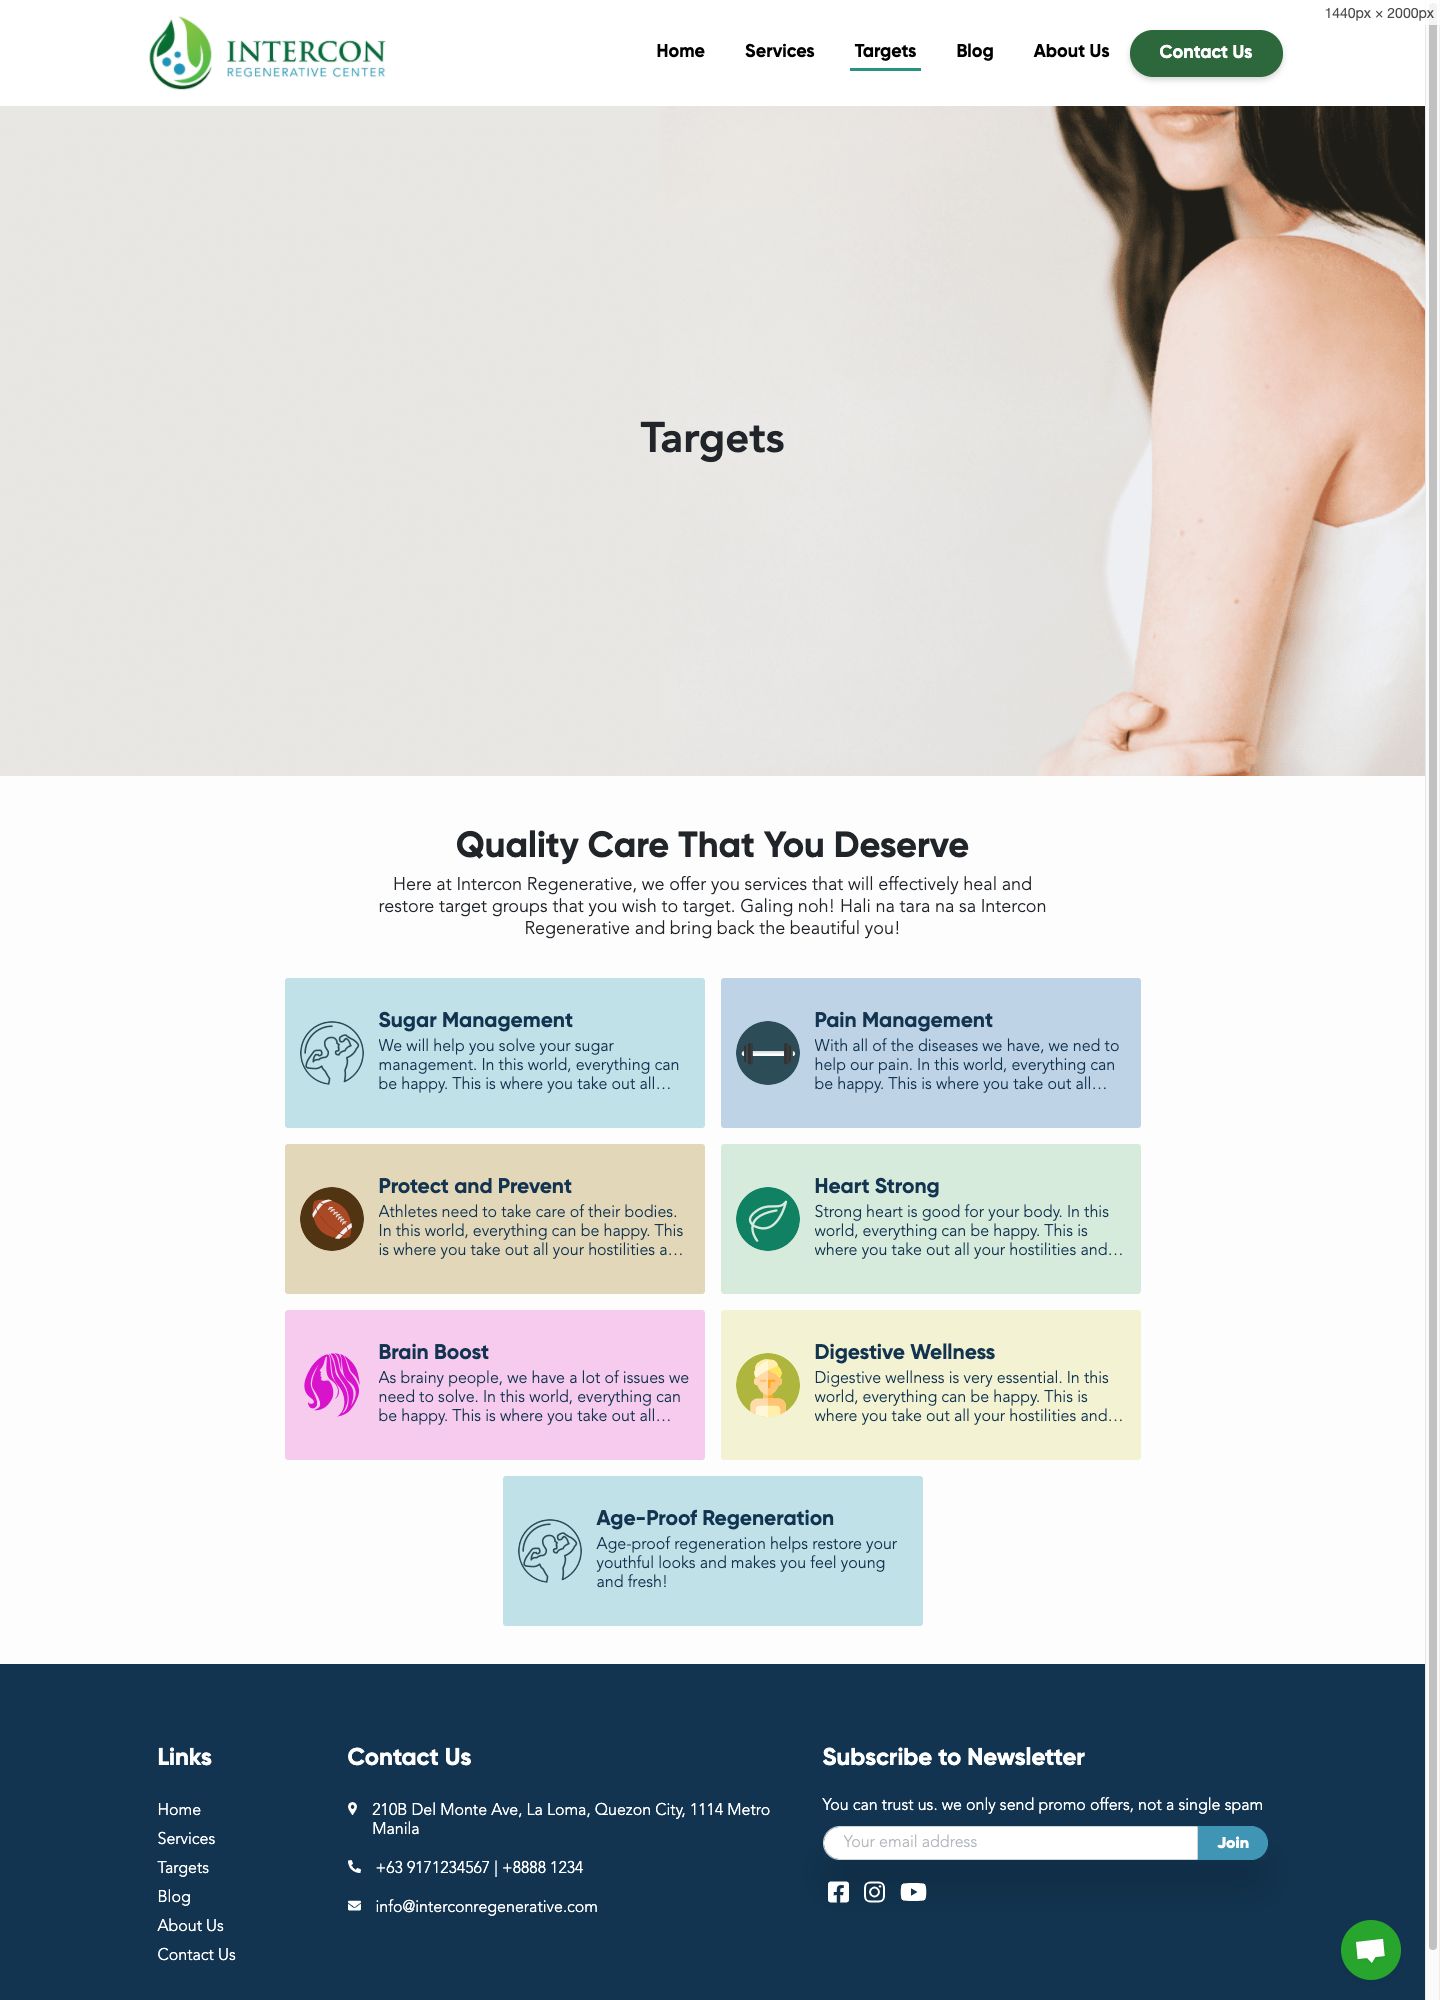 1440px × 2000px
INTERCON
REGENERATIVE CENTER
Home
Services
Targets
Blog
About Us
Contact Us
Targets
Quality Care That You Deserve
Here at Intercon Regenerative, we offer you services that will effectively heal and
restore target groups that you wish to target. Galing noh! Hali na tara na sa Intercon
Regenerative and bring back the beautiful you!
Sugar Management
We will help you solve your sugar
management. In this world, everything can
be happy. This is where you take out all...
Pain Management
With all of the diseases we have, we ned to
help our pain. In this world, everything can
be happy. This is where you take out all...
Protect and Prevent
Athletes need to take care of their bodies.
In this world, everything can be happy. This
is where you take out all your hostilities a...
Heart Strong
Strong heart is good for your body. In this
world, everything can be happy. This is
where you take out all your hostilities and...
Brain Boost
As brainy people, we have a lot of issues we
need to solve. In this world, everything can
be happy. This is where you take out all...
Digestive Wellness
Digestive wellness is very essential. In this
world, everything can be happy. This is
where you take out all your hostilities and...
Age-Proof Regeneration
Age-proof regeneration helps restore your
youthful looks and makes you feel young
and fresh!
Links
Home
Services
Targets
Blog
About Us
Contact Us
Contact Us
210B Del Monte Ave, La Loma, Quezon City, 1114 Metro
Manila
+63 9171234567 | +8888 1234
info@interconregenerative.com
Subscribe to Newsletter
You can trust us. we only send promo offers, not a single spam
Your email address
Join